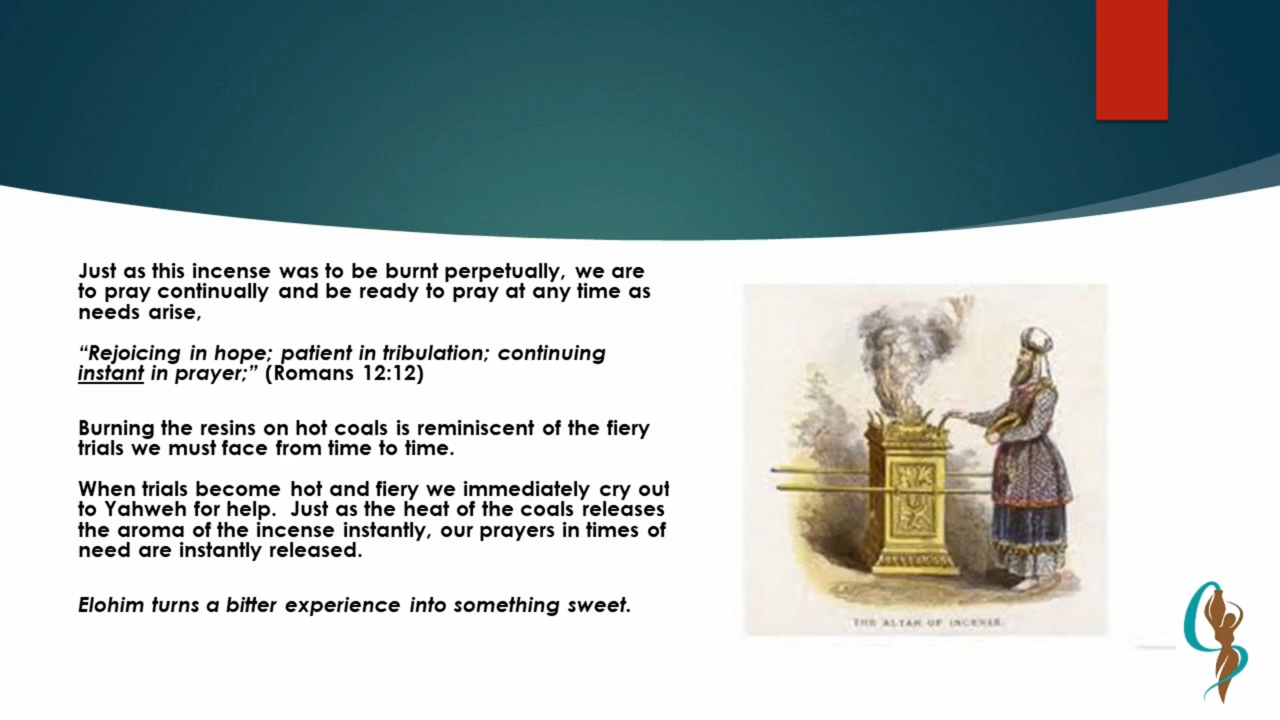 Just as this incense was to be burnt perpetually, we are
to pray continually and be ready to pray at any time as
needs arise,
“Rejoicing in hope; patient in tribulation; continuing
instant in prayer;” (Romans 12:12)
Burning the resins on hot coals is reminiscent of the fiery
trials we must face from time to time.
When trials become hot and fiery we immediately cry out
to Yahweh for help. Just as the heat of the coals releases
the aroma of the incense instantly, our prayers in times of
need are instantly released.
Elohim turns a bitter experience into something sweet.
THE ALTAR OF INCENSE.